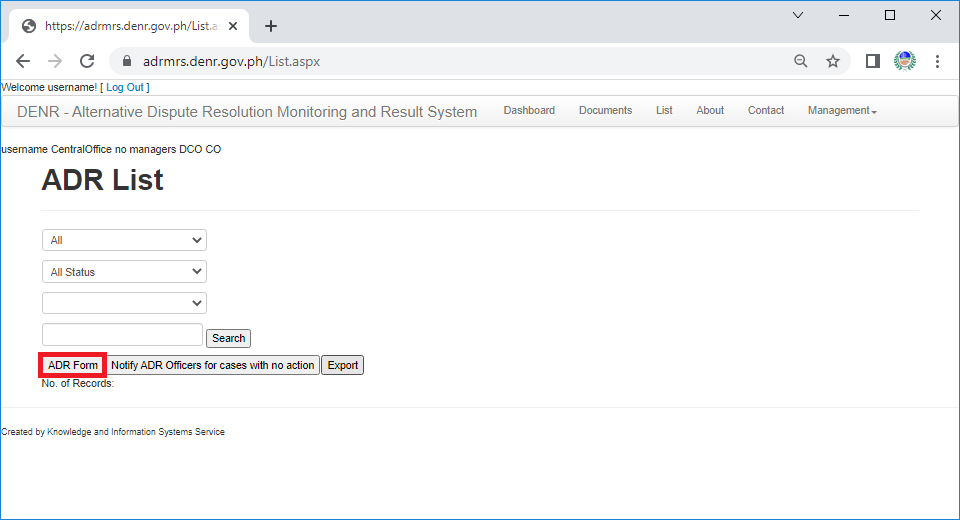 https://adrmrs.denr.gov.ph/List.as
adrmrs.denr.gov.ph/List.aspx
Welcome username! [ Log Out ]
DENR - Alternative Dispute Resolution Monitoring and Result System Dashboard Documents List About Contact Management
username CentralOffice no managers DCO CO
ADR List
All
All Status
Search
ADR Form Notify ADR Officers for cases with no action Export
No. of Records:
Created by Knowledge and Information Systems Service